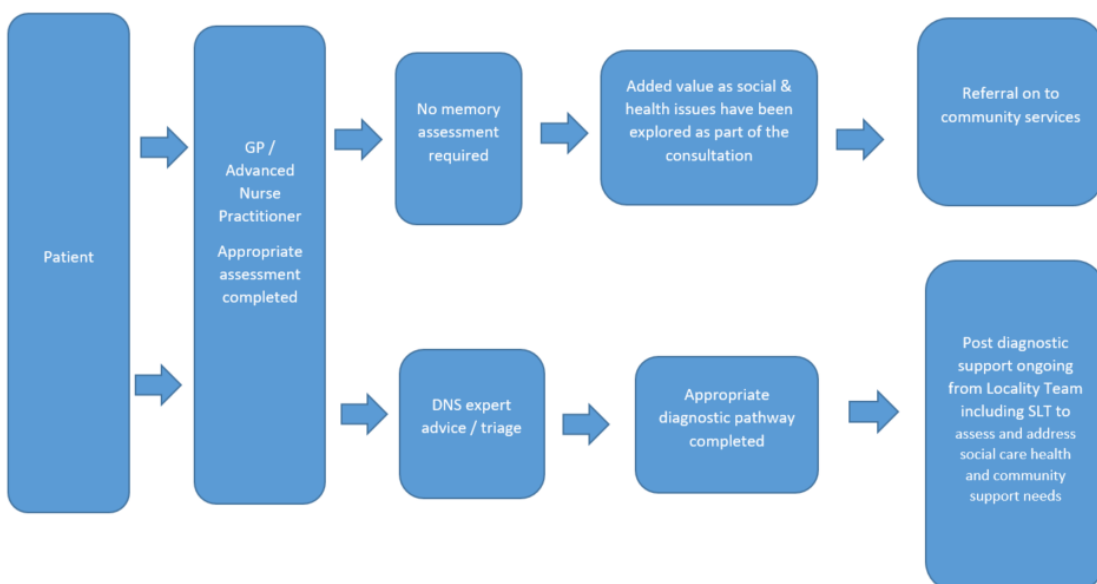 Patient
GP /
Advanced
Nurse
Practitioner
Appropriate
assessment
completed
No memory
assessment
required
Added value as social &
health issues have been
explored as part of the
consultation
Referral on to
community services
DNS expert
advice / triage
Appropriate
diagnostic pathway
completed
Post diagnostic
support ongoing
from Locality Team
including SLT to
assess and address
social care health
and community
support needs